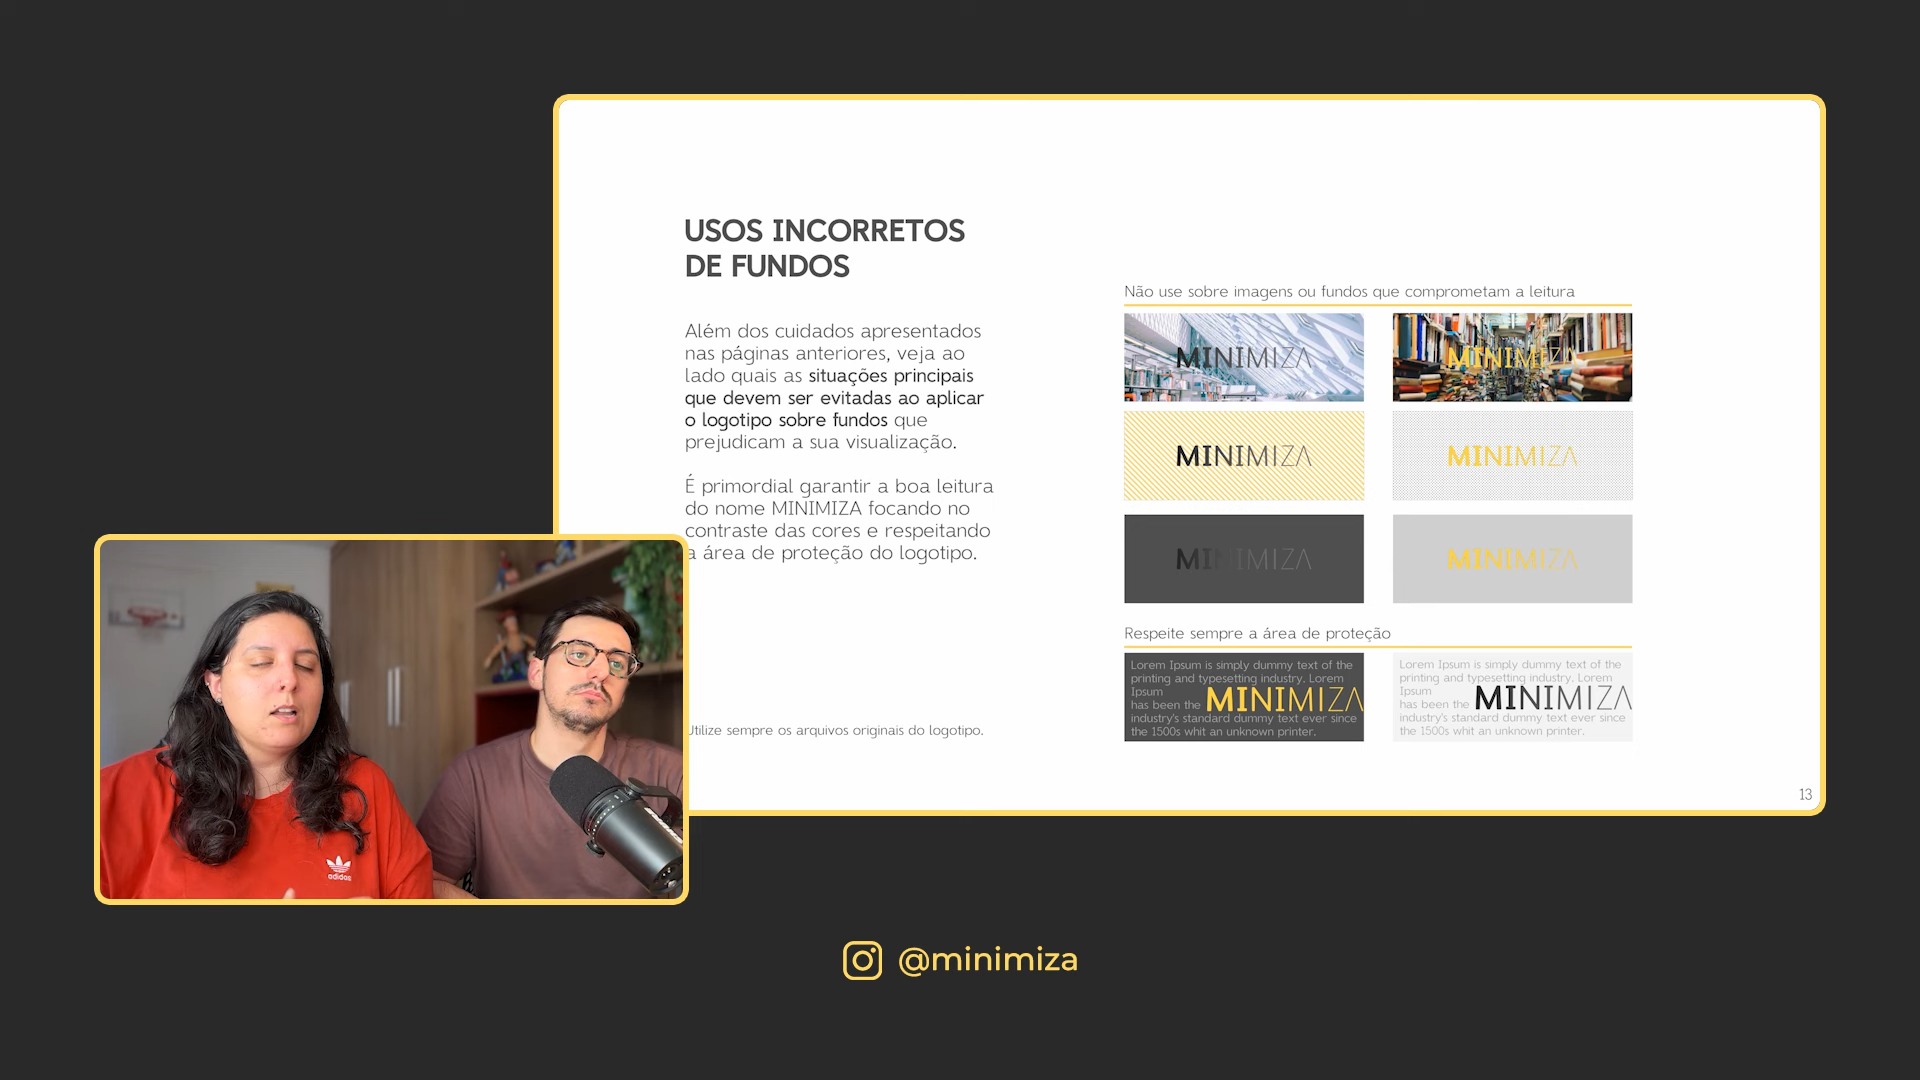 USOS INCORRETOS
DE FUNDOS
Além dos cuidados apresentados
nas páginas anteriores, veja ao
lado quais as situações principais
que devem ser evitadas ao aplicar
o logotipo sobre fundos que
prejudicam a sua visualização.
É primordial garantir a boa leitura
do nome MINIMIZA focando no
contraste das cores e respeitando
a área de proteção do logotipo.
Utilize sempre os arquivos originais do logotipo.
Não use sobre imagens ou fundos que comprometam a leitura
MINIMIZA
MINIMIZA
MINIMIZA
MINIMIZA
MINIMIZA
MINIMIZA
Respeite sempre a área de proteção
Lorem Ipsum is simply dummy text of the
printing and typesetting industry. Lorem
Ipsum
has been the MINIMIZA
industry's standard dummy text ever since
the 1500s whit an unknown printer.
Lorem Ipsum is simply dummy text of the
printing and typesetting industry. Lorem
Ipsum
has been the MINIMIZA
industry's standard dummy text ever since
the 1500s whit an unknown printer.
13
adidas
@minimiza